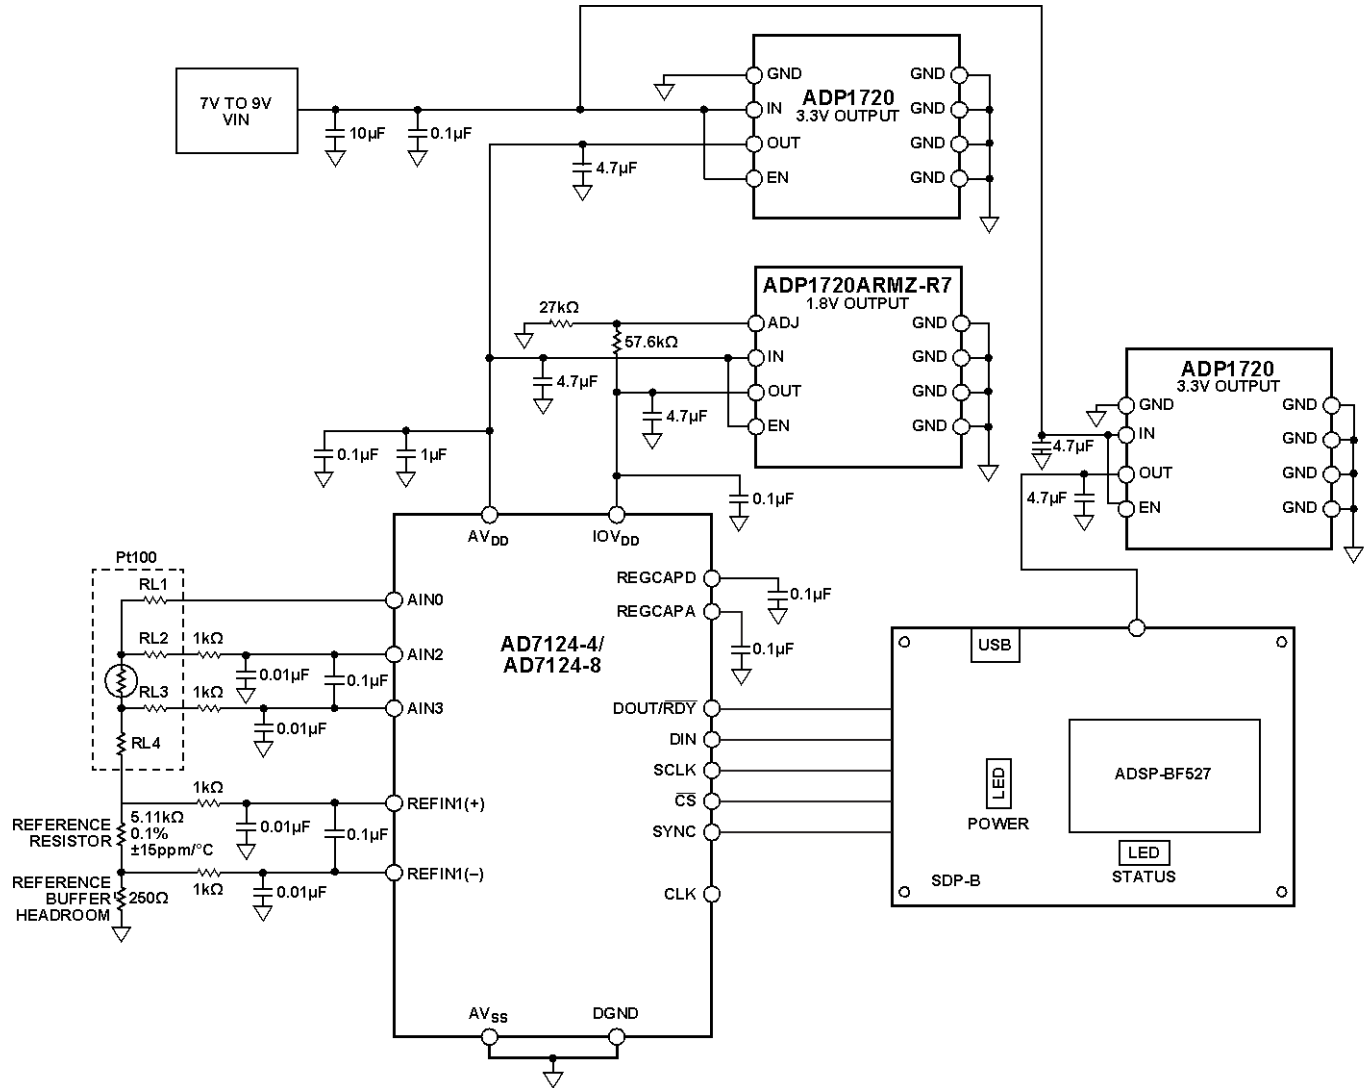 7V TO 9V
VIN
10µF
0.1µF
4.7µF
GND
IN
OUT
EN
ADP1720
3.3V OUTPUT
GND
GND
GND
GND
27kΩ
57.6kΩ
4.7µF
4.7µF
ADP1720ARMZ-R7
1.8V OUTPUT
ADJ
IN
OUT
EN
GND
GND
GND
GND
0.1µF
1µF
0.1µF
4.7µF
4.7µF
ADP1720
3.3V OUTPUT
GND
IN
OUT
EN
GND
GND
GND
GND
AVDD
IOVDD
Pt100
RL1
RL2
RL3
RL4
1kΩ
1kΩ
0.01µF
0.1µF
0.01µF
AIN0
AIN2
AIN3
AD7124-4/
AD7124-8
REGCAPD
REGCAPA
0.1µF
0.1µF
DOUT/RDY
DIN
SCLK
CS
SYNC
CLK
1kΩ
0.01µF
0.1µF
REFIN1(+)
REFERENCE
RESISTOR
5.11kΩ
0.1%
±15ppm/°C
1kΩ
0.01µF
REFIN1(–)
REFERENCE
BUFFER
HEADROOM
250Ω
AVSS
DGND
USB
LED
POWER
ADSP-BF527
LED
STATUS
SDP-B